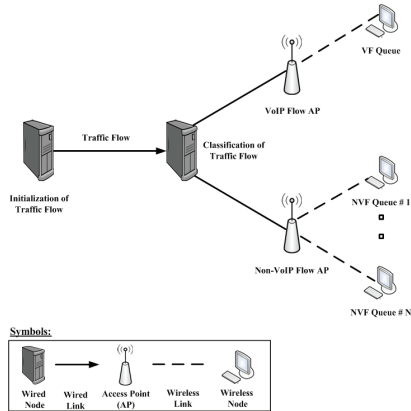 VF Queue
VoIP Flow AP
Traffic Flow
Classification of
Traffic Flow
Initialization of
Traffic Flow
NVF Queue # 1
Non-VoIP Flow AP
NVF Queue # N
Symbols:
Wired
Node
Wired
Link
Access Point
(AP)
Wireless
Link
Wireless
Node